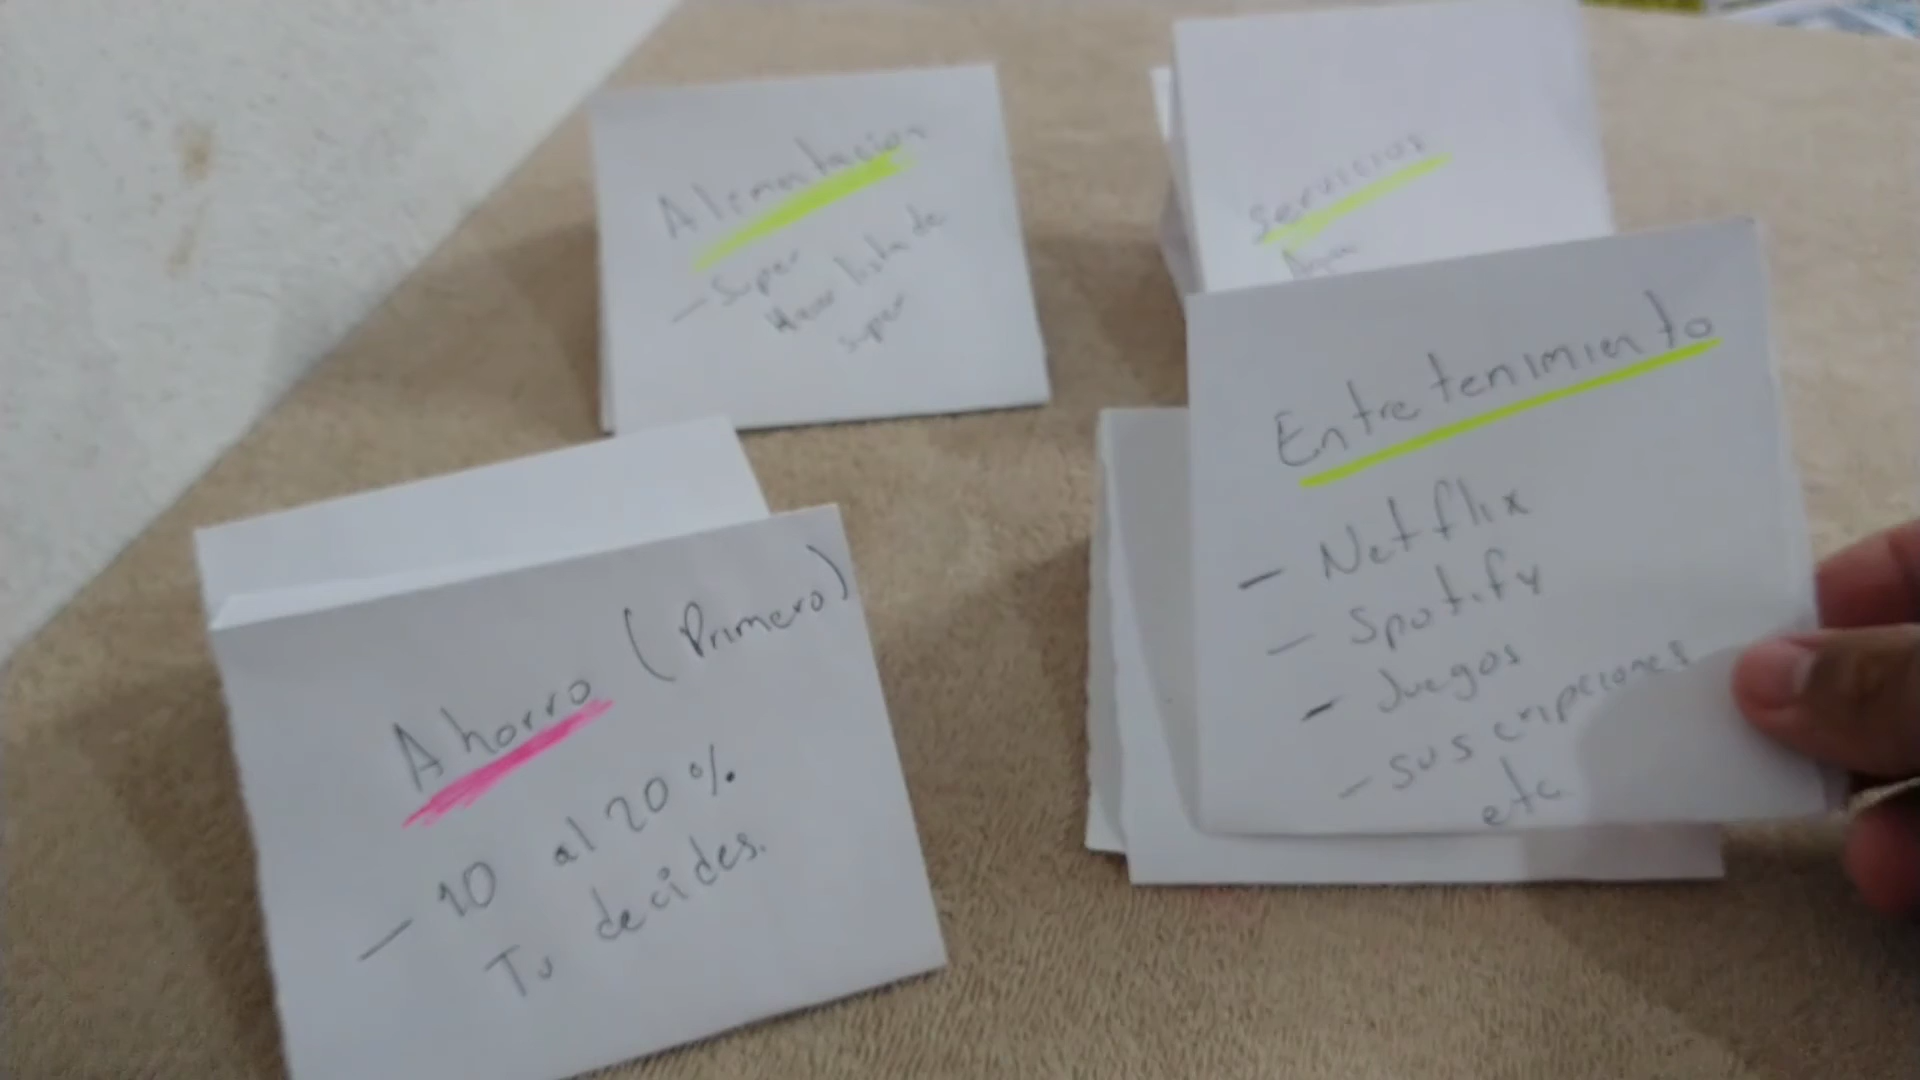 Alimentacion
- Super
Hacer lista de
super
Servicios
Agua
Ahorro (Primero)
- 10 al 20 %
Tu decides.
Entretenimiento
- Netflix
- Spotify
- Juegos
- suscripciones
etc